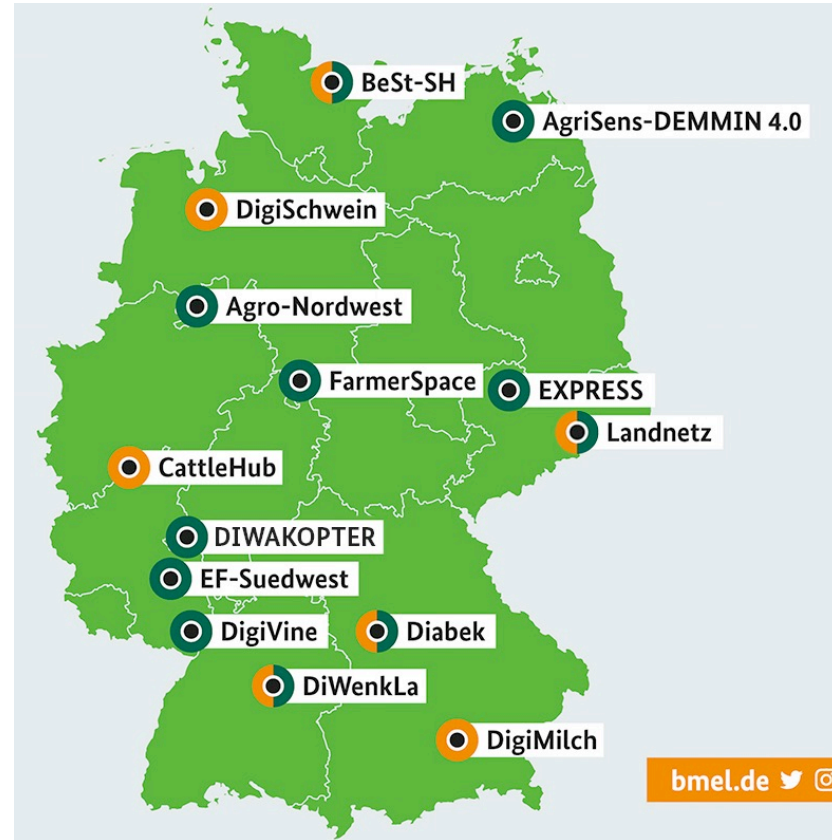 BeSt-SH
AgriSens-DEMMIN 4.0
DigiSchwein
Agro-Nordwest
FarmerSpace
EXPRESS
Landnetz
CattleHub
DIWAKOPTER
EF-Suedwest
DigiVine
Diabek
DiWenkLa
DigiMilch
bmel.de